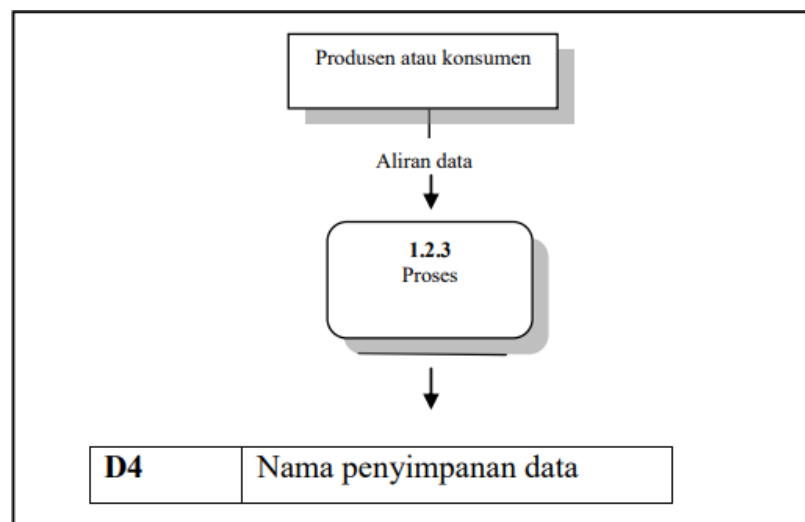 Produsen atau konsumen
Aliran data
1.2.3
Proses
D4 Nama penyimpanan data